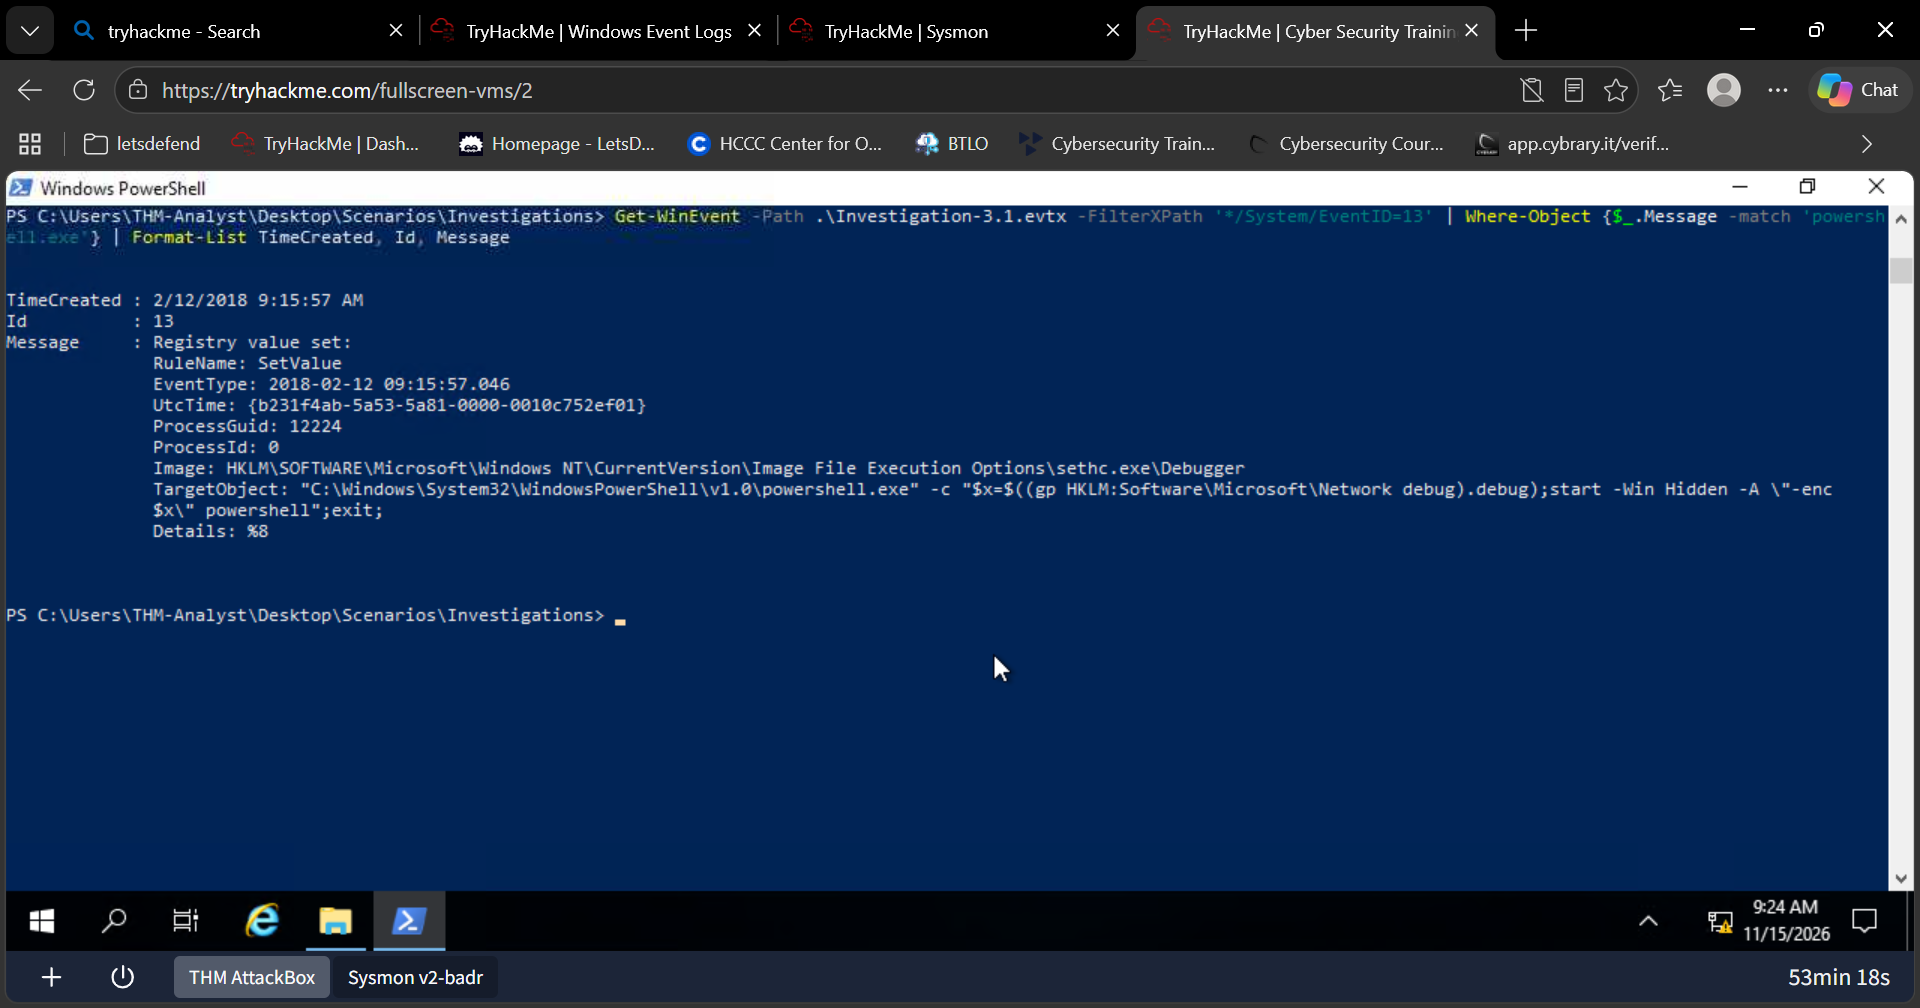 tryhackme - Search
TryHackMe | Windows Event Logs
TryHackMe | Sysmon
TryHackMe | Cyber Security Trainin
https://tryhackme.com/fullscreen-vms/2
Chat
letsdefend
TryHackMe | Dash...
Homepage - LetsD...
HCCC Center for O...
BTLO
Cybersecurity Train...
Cybersecurity Cour...
app.cybrary.it/verif...
Windows PowerShell
PS C:\Users\THM-Analyst\Desktop\Scenarios\Investigations> Get-WinEvent -Path .\Investigation-3.1.evtx -FilterXPath '*/System/EventID=13' | Where-Object {$_.Message -match 'powersh
ell.exe'} | Format-List TimeCreated, Id, Message
TimeCreated : 2/12/2018 9:15:57 AM
Id : 13
Message : Registry value set:
RuleName: SetValue
EventType: 2018-02-12 09:15:57.046
UtcTime: {b231f4ab-5a53-5a81-0000-0010c752ef01}
ProcessGuid: 12224
ProcessId: 0
Image: HKLM\SOFTWARE\Microsoft\Windows NT\CurrentVersion\Image File Execution Options\sethc.exe\Debugger
TargetObject: "C:\Windows\System32\WindowsPowerShell\v1.0\powershell.exe" -c "$x=$((gp HKLM:Software\Microsoft\Network debug).debug);start -Win Hidden -A \"-enc
$x\" powershell";exit;
Details: %8
PS C:\Users\THM-Analyst\Desktop\Scenarios\Investigations>
9:24 AM
11/15/2026
THM AttackBox
Sysmon v2-badr
53min 18s